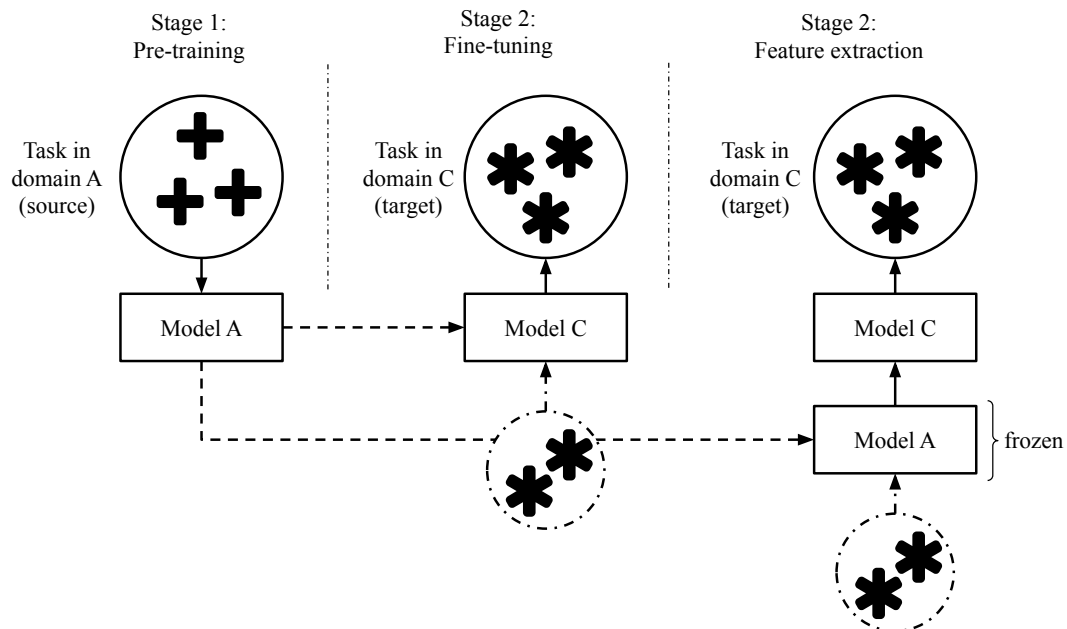 Stage 1:
Pre-training
Stage 2:
Fine-tuning
Stage 2:
Feature extraction
Task in
domain A
(source)
Task in
domain C
(target)
Task in
domain C
(target)
Model A
Model C
Model C
Model A
frozen